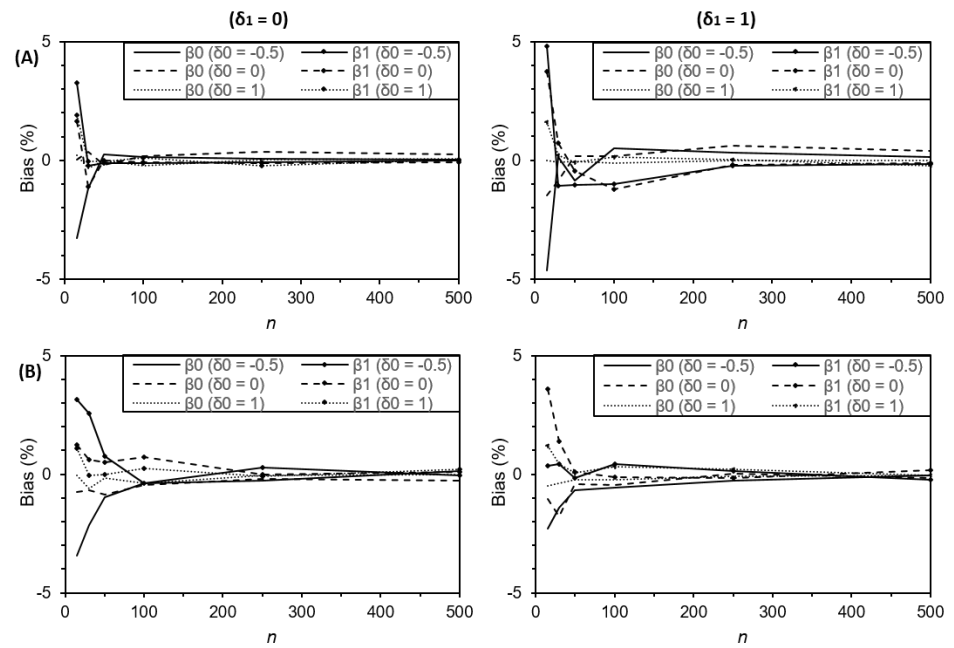 (δ₁ = 0) (δ₁ = 1)
(A)
5 β0 (δ0 = -0.5) β1 (δ0 = -0.5) 5 β0 (δ0 = -0.5) β1 (δ0 = -0.5)
β0 (δ0 = 0) β1 (δ0 = 0) β0 (δ0 = 0) β1 (δ0 = 0)
β0 (δ0 = 1) β1 (δ0 = 1) β0 (δ0 = 1) β1 (δ0 = 1)
Bias (%) 0 Bias (%) 0
-5 -5
0 100 200 300 400 500 0 100 200 300 400 500
n n
(B)
5 β0 (δ0 = -0.5) β1 (δ0 = -0.5) 5 β0 (δ0 = -0.5) β1 (δ0 = -0.5)
β0 (δ0 = 0) β1 (δ0 = 0) β0 (δ0 = 0) β1 (δ0 = 0)
β0 (δ0 = 1) β1 (δ0 = 1) β0 (δ0 = 1) β1 (δ0 = 1)
Bias (%) 0 Bias (%) 0
-5 -5
0 100 200 300 400 500 0 100 200 300 400 500
n n